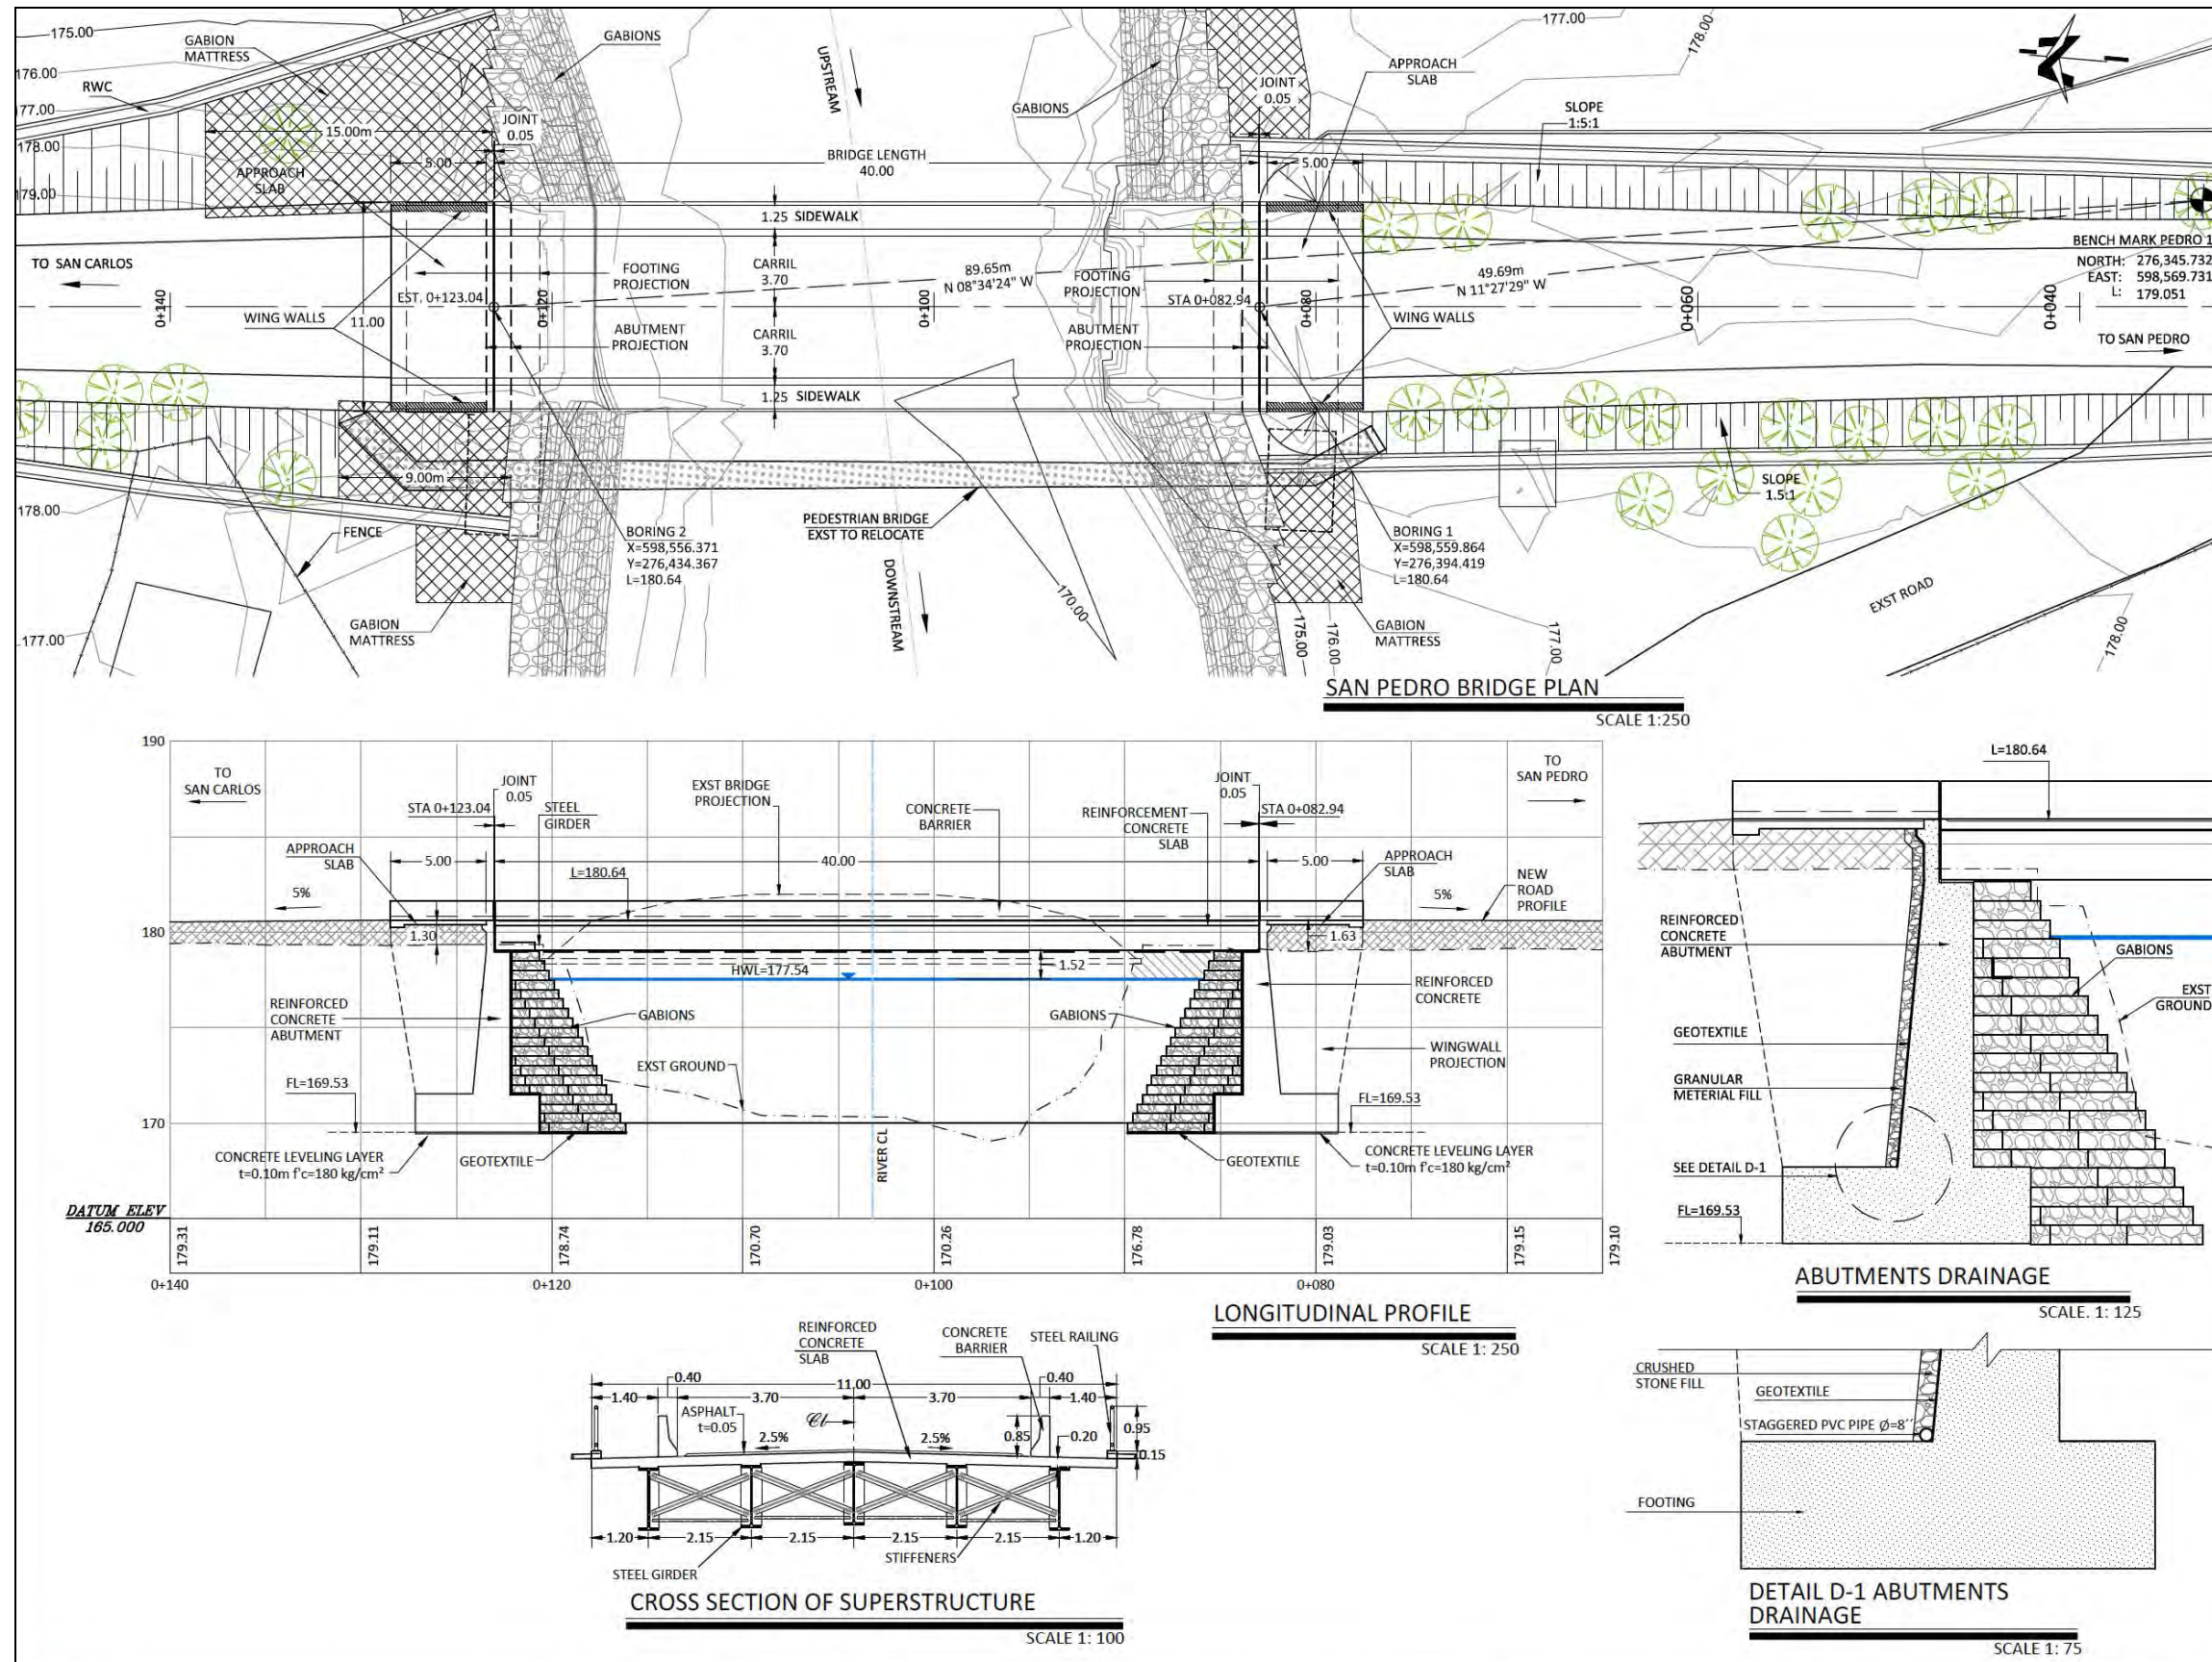 175.00
176.00
177.00
178.00
179.00
RWC
GABION
MATTRESS
GABIONS
UPSTREAM
GABIONS
177.00
178.00
APPROACH
SLAB
SLOPE
1:5:1
15.00m
JOINT
0.05
5.00
APPROACH
SLAB
BRIDGE LENGTH
40.00
JOINT
0.05
5.00
1.25 SIDEWALK
TO SAN CARLOS
0+140
WING WALLS
11.00
EST. 0+123.04
0+120
FOOTING
PROJECTION
ABUTMENT
PROJECTION
CARRIL
3.70
CARRIL
3.70
1.25 SIDEWALK
0+100
89.65m
N 08°34'24" W
FOOTING
PROJECTION
ABUTMENT
PROJECTION
STA 0+082.94
0+080
49.69m
N 11°27'29" W
WING WALLS
0+060
0+040
BENCH MARK PEDRO 1
NORTH: 276,345.732
EAST: 598,569.731
L: 179.051
TO SAN PEDRO
9.00m
178.00
177.00
FENCE
GABION
MATTRESS
BORING 2
X=598,556.371
Y=276,434.367
L=180.64
PEDESTRIAN BRIDGE
EXST TO RELOCATE
DOWNSTREAM
170.00
BORING 1
X=598,559.864
Y=276,394.419
L=180.64
GABION
MATTRESS
175.00
176.00
177.00
SLOPE
1.5:1
EXST ROAD
178.00
SAN PEDRO BRIDGE PLAN
SCALE 1:250
190
180
170
TO
SAN CARLOS
STA 0+123.04
JOINT
0.05
STEEL
GIRDER
EXST BRIDGE
PROJECTION
CONCRETE
BARRIER
REINFORCEMENT
CONCRETE
SLAB
JOINT
0.05
STA 0+082.94
TO
SAN PEDRO
APPROACH
SLAB
5.00
40.00
5.00
APPROACH
SLAB
5%
L=180.64
5%
NEW
ROAD
PROFILE
1.30
1.63
HWL=177.54
1.52
REINFORCED
CONCRETE
ABUTMENT
GABIONS
GABIONS
REINFORCED
CONCRETE
EXST GROUND
WINGWALL
PROJECTION
FL=169.53
FL=169.53
CONCRETE LEVELING LAYER
t=0.10m f'c=180 kg/cm²
GEOTEXTILE
RIVER CL
GEOTEXTILE
CONCRETE LEVELING LAYER
t=0.10m f'c=180 kg/cm²
DATUM ELEV
165.000
179.31
179.11
178.74
170.70
170.26
176.78
179.03
179.15
179.10
0+140
0+120
0+100
0+080
LONGITUDINAL PROFILE
SCALE 1: 250
L=180.64
REINFORCED
CONCRETE
ABUTMENT
GABIONS
EXST
GROUND
GEOTEXTILE
GRANULAR
METERIAL FILL
SEE DETAIL D-1
FL=169.53
ABUTMENTS DRAINAGE
SCALE. 1: 125
REINFORCED
CONCRETE
SLAB
CONCRETE
BARRIER
STEEL RAILING
0.40
11.00
0.40
1.40
3.70
3.70
1.40
ASPHALT
t=0.05
CL
2.5%
2.5%
0.85
0.20
0.95
0.15
1.20
2.15
2.15
2.15
2.15
1.20
STEEL GIRDER
STIFFENERS
CROSS SECTION OF SUPERSTRUCTURE
SCALE 1: 100
CRUSHED
STONE FILL
GEOTEXTILE
STAGGERED PVC PIPE Ø=8''
FOOTING
DETAIL D-1 ABUTMENTS
DRAINAGE
SCALE 1: 75